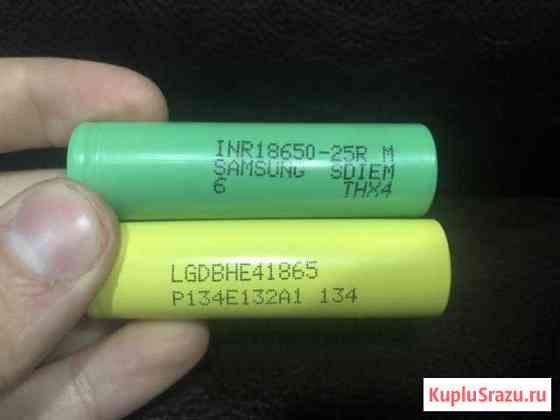 INR18650-25R M
SAMSUNG SDIEM
6 THX4
LGDBHE41865
P134E132A1 134
KupluSrazu.ru